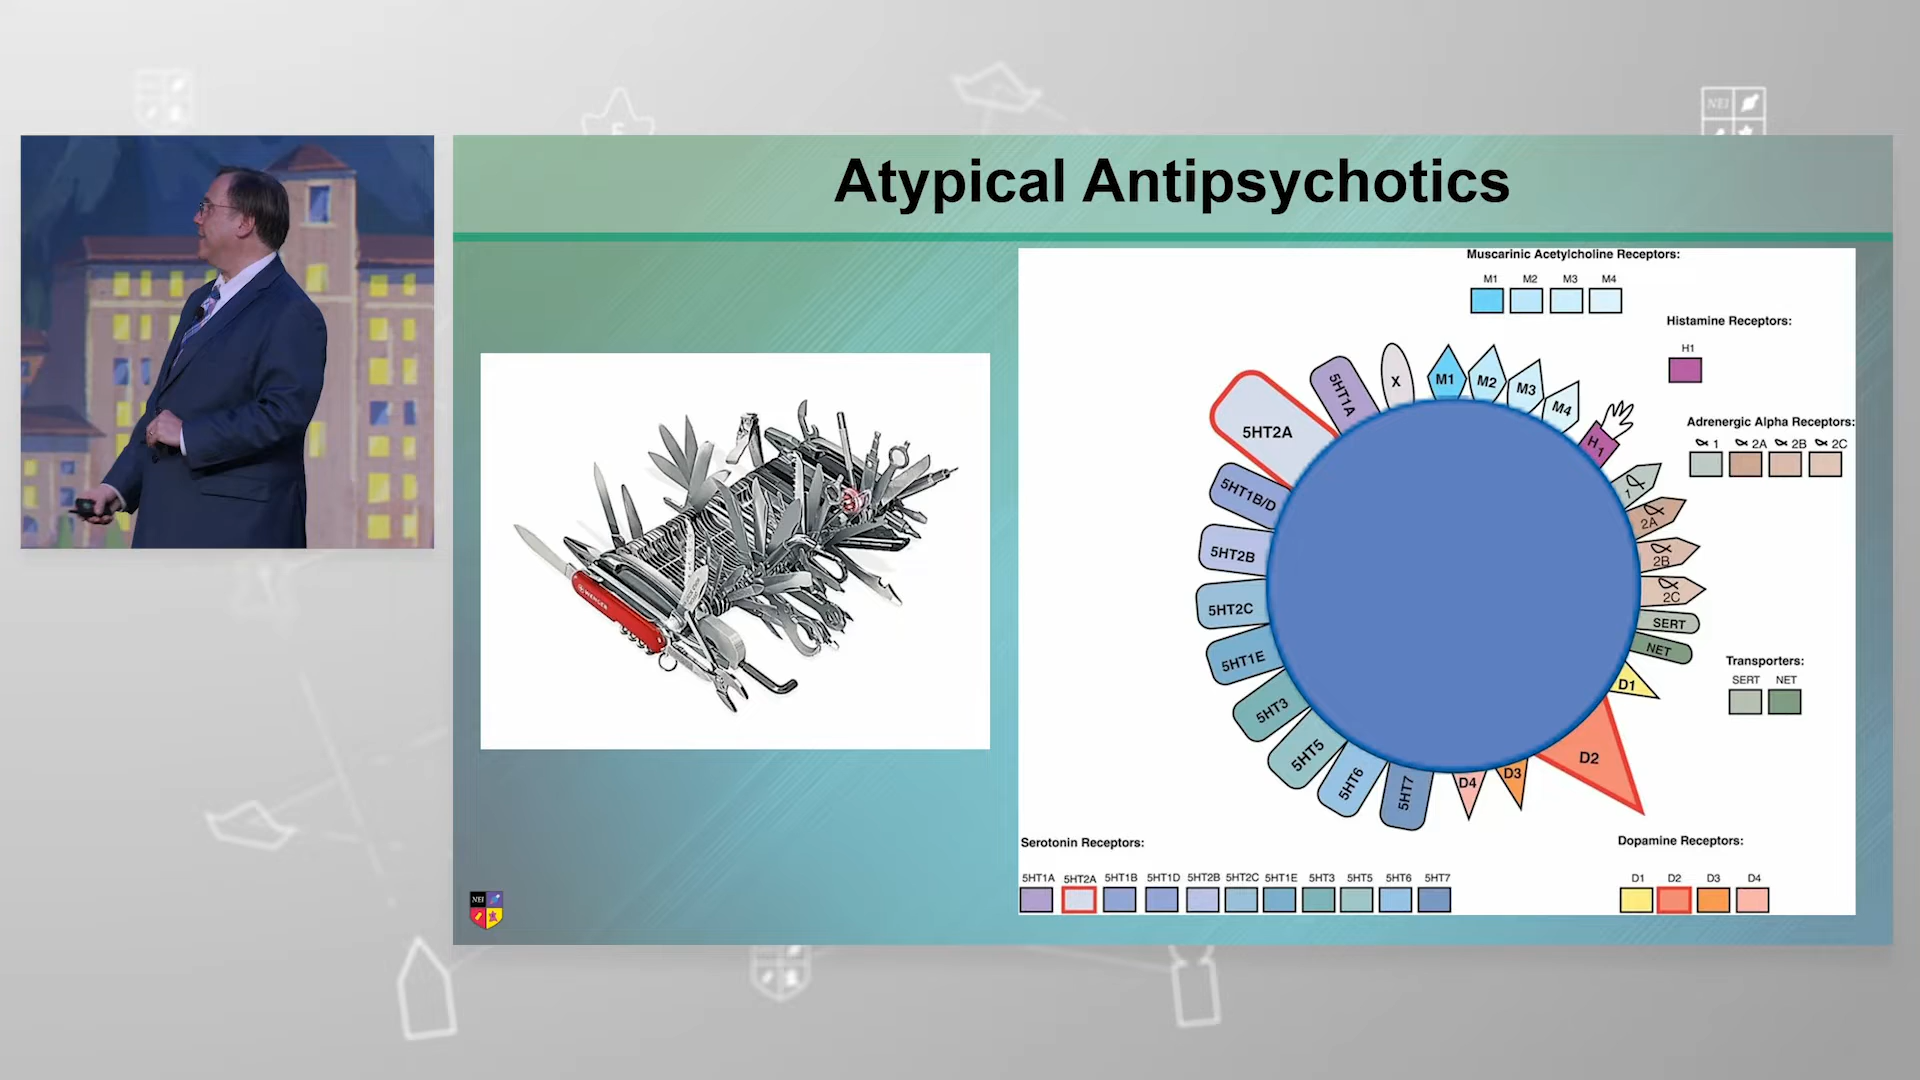 NEI
Atypical Antipsychotics
Muscarinic Acetylcholine Receptors:
M1 M2 M3 M4
Histamine Receptors:
H1
Adrenergic Alpha Receptors:
1 2A 2B 2C
Transporters:
SERT NET
5HT2A
5HT1A
X
M1
M2
M3
M4
H1
1
2A
2B
2C
SERT
NET
D1
D2
D3
D4
5HT7
5HT6
5HT5
5HT3
5HT1E
5HT2C
5HT2B
5HT1B/D
WENGER
Serotonin Receptors:
5HT1A 5HT2A 5HT1B 5HT1D 5HT2B 5HT2C 5HT1E 5HT3 5HT5 5HT6 5HT7
Dopamine Receptors:
D1 D2 D3 D4
NEI